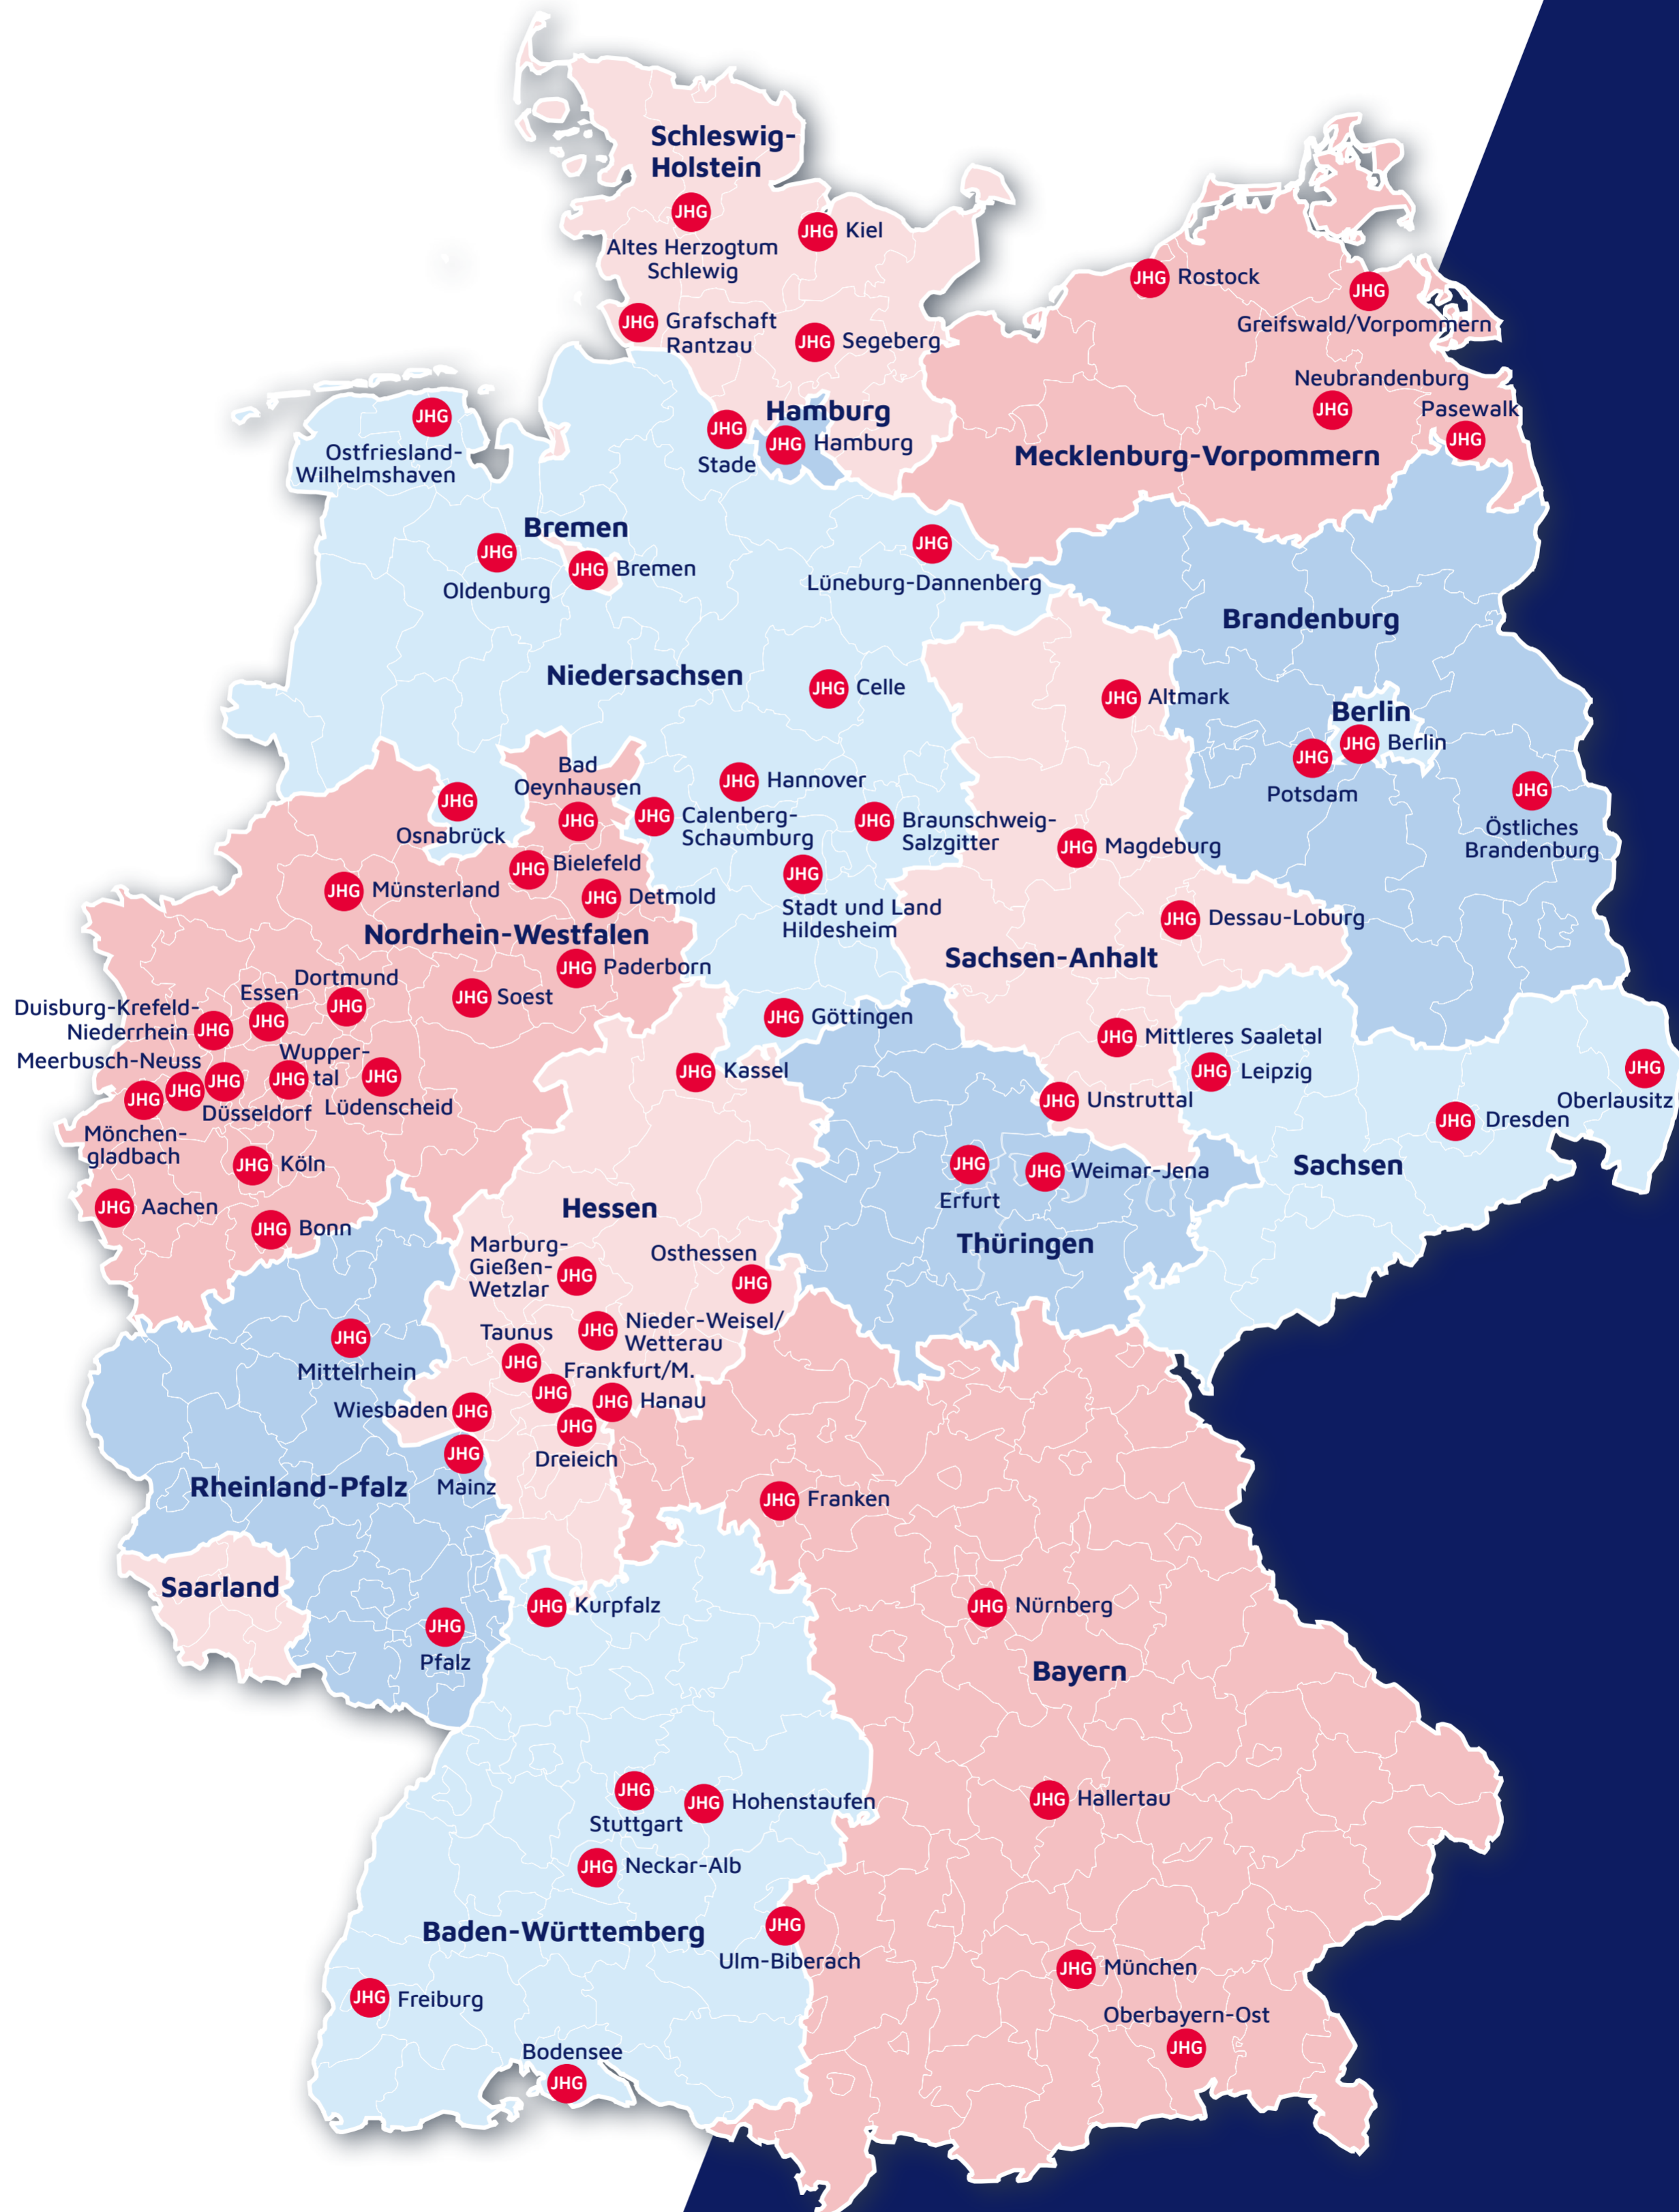 Schleswig-
Holstein
JHG
Altes Herzogtum
Schlewig
JHG Kiel
JHG Grafschaft
Rantzau
JHG Segeberg
JHG Rostock
JHG
Greifswald/Vorpommern
Neubrandenburg
JHG
Pasewalk
JHG
Mecklenburg-Vorpommern
Hamburg
JHG Hamburg
JHG
Stade
JHG
Ostfriesland-
Wilhelmshaven
Bremen
JHG
Oldenburg
JHG Bremen
JHG
Lüneburg-Dannenberg
Niedersachsen
JHG Celle
Brandenburg
JHG Altmark
Berlin
JHG Berlin
JHG
Potsdam
JHG
Östliches
Brandenburg
JHG
Osnabrück
Bad
Oeynhausen
JHG
JHG Hannover
JHG Calenberg-
Schaumburg
JHG Braunschweig-
Salzgitter
JHG Magdeburg
JHG Bielefeld
JHG Münsterland
JHG Detmold
JHG
Stadt und Land
Hildesheim
JHG Dessau-Loburg
Nordrhein-Westfalen
Sachsen-Anhalt
JHG Paderborn
Dortmund
JHG
JHG Soest
Essen
JHG
Duisburg-Krefeld-
Niederrhein JHG
JHG Göttingen
JHG Mittleres Saaletal
Meerbusch-Neuss
JHG
JHG
Düsseldorf
Wupper-
JHG tal
JHG
Lüdenscheid
JHG
Mönchen-
gladbach
JHG Kassel
JHG Leipzig
JHG
Oberlausitz
JHG Unstruttal
JHG Dresden
JHG Köln
JHG
Erfurt
JHG Weimar-Jena
Sachsen
JHG Aachen
JHG Bonn
Hessen
Thüringen
Marburg-
Gießen-
Wetzlar JHG
Osthessen
JHG
JHG
Mittelrhein
JHG Nieder-Weisel/
Wetterau
Taunus
JHG
Frankfurt/M.
JHG
JHG Hanau
Wiesbaden JHG
JHG
Dreieich
JHG
Mainz
Rheinland-Pfalz
JHG Franken
Saarland
JHG Kurpfalz
JHG Nürnberg
JHG
Pfalz
Bayern
JHG
Stuttgart
JHG Hohenstaufen
JHG Hallertau
JHG Neckar-Alb
Baden-Württemberg
JHG
Ulm-Biberach
JHG München
JHG Freiburg
Oberbayern-Ost
JHG
Bodensee
JHG